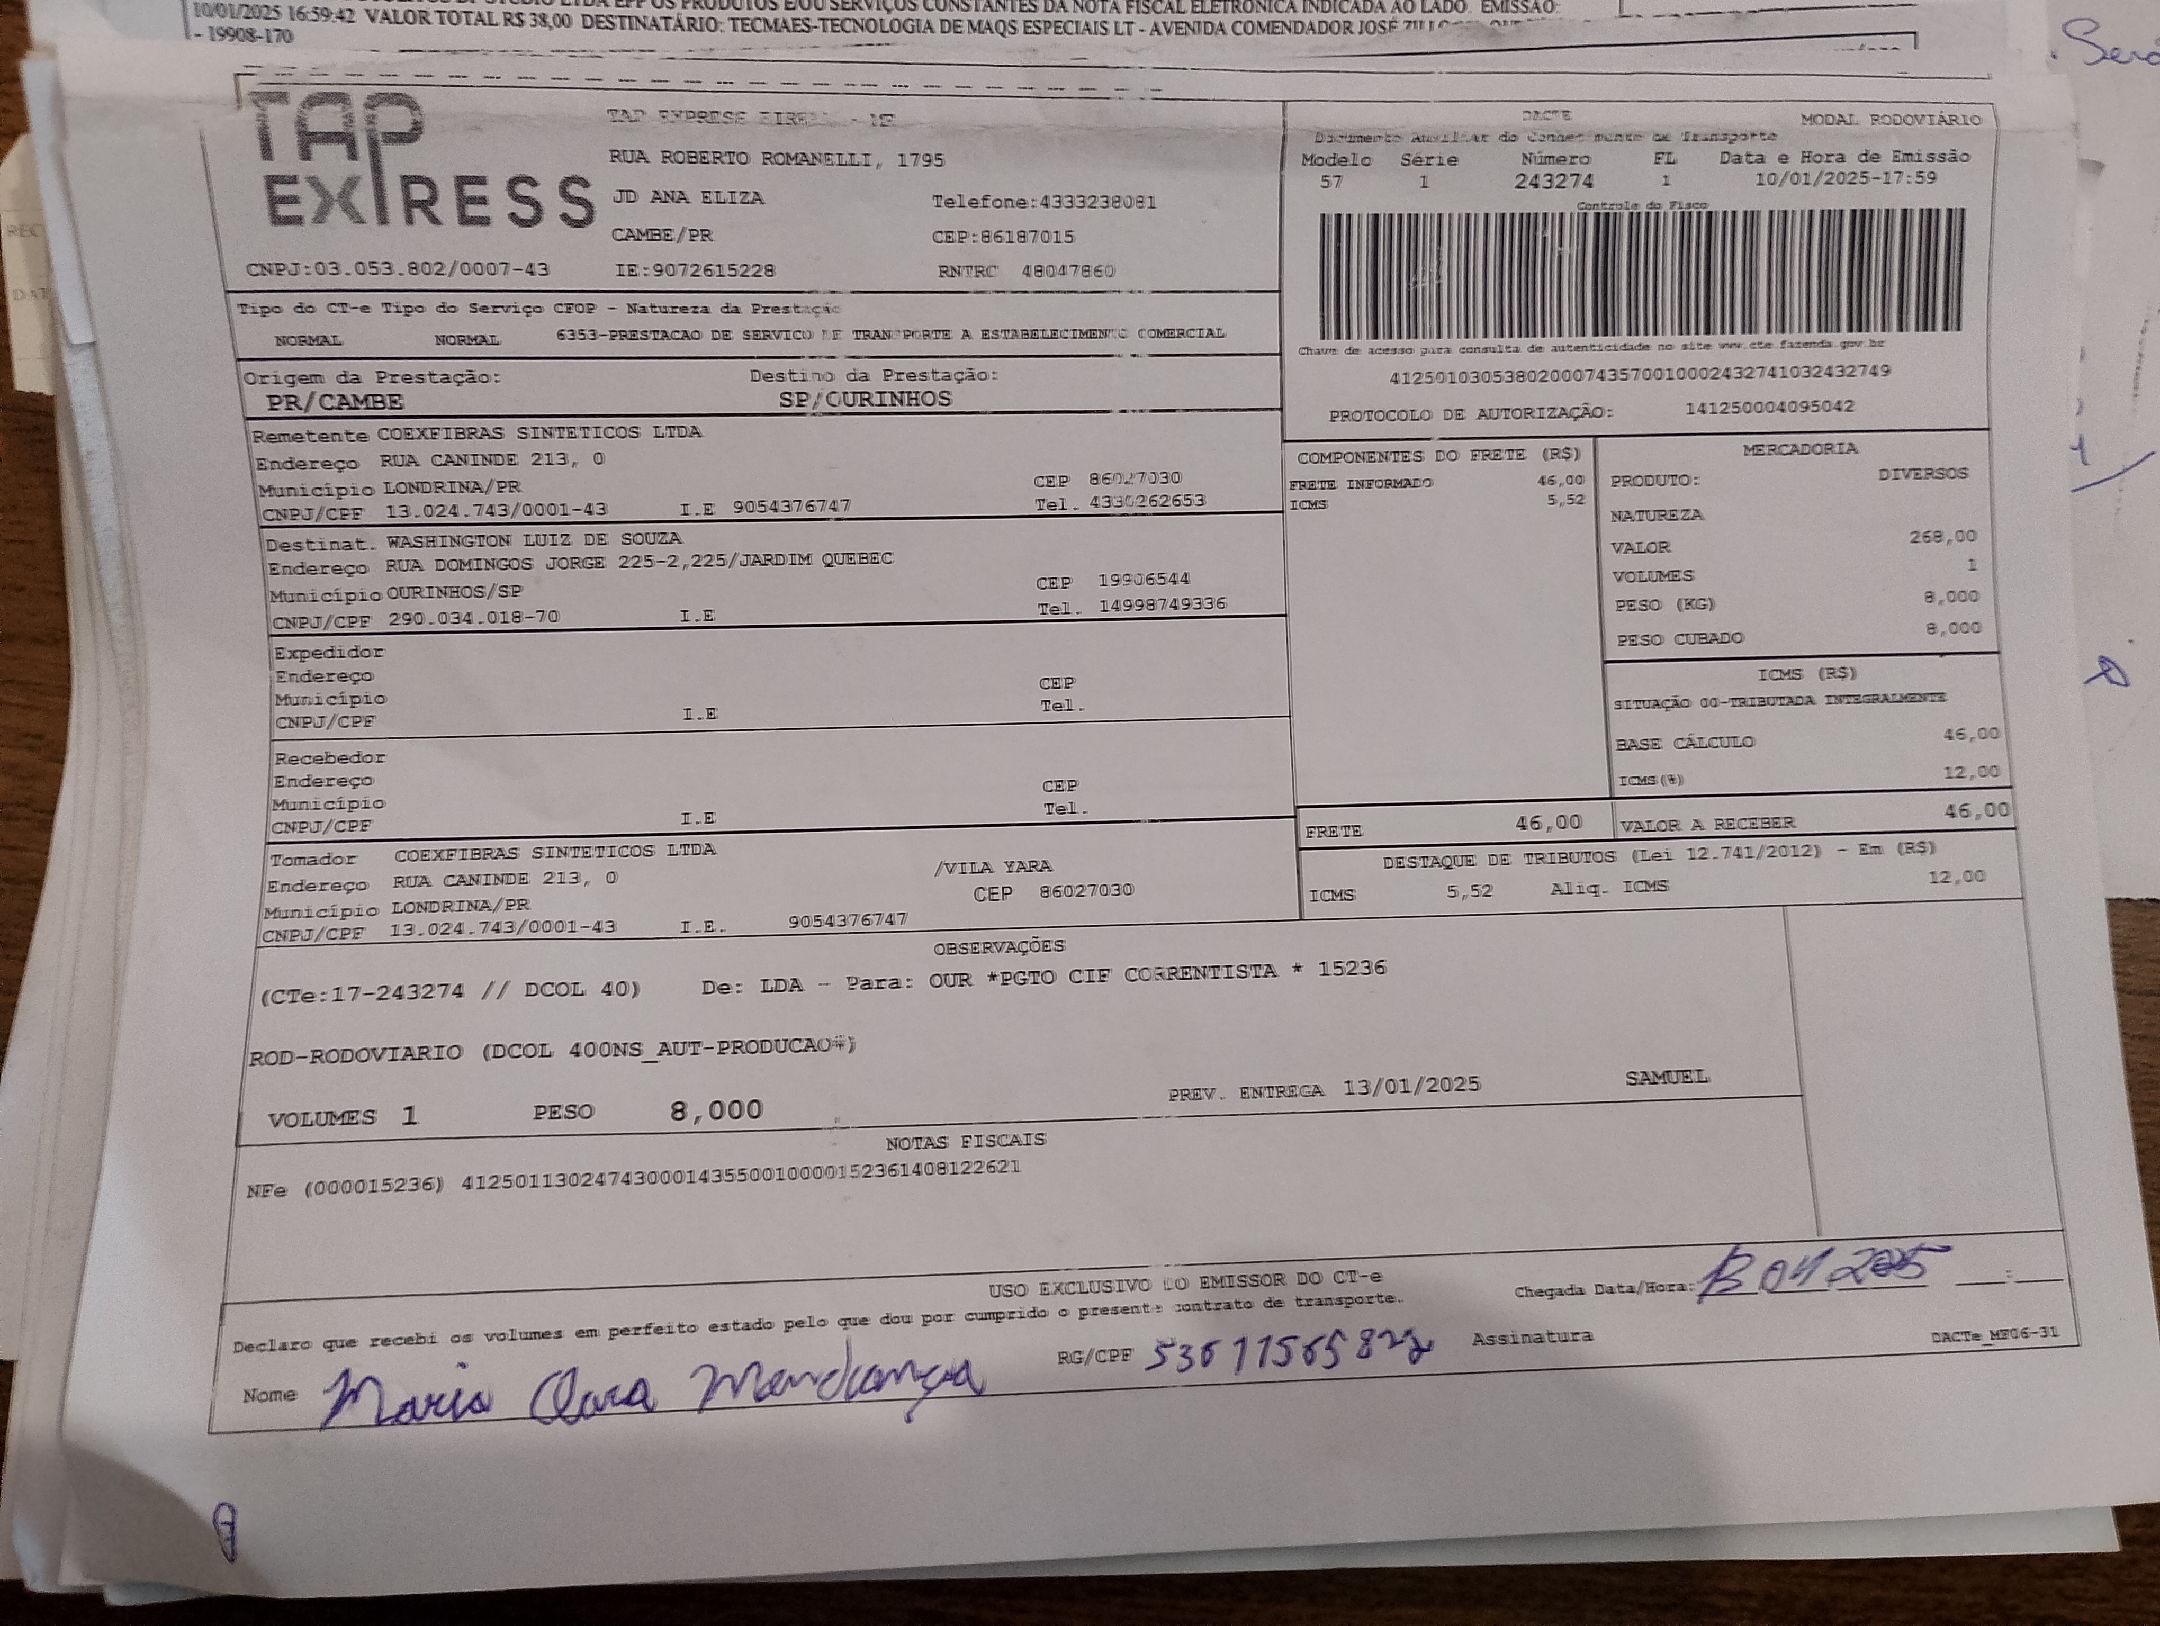 10/01/2025 16:59:42 VALOR TOTAL R$ 38,00 DESTINATÁRIO: TECMAES-TECNOLOGIA DE MAQS ESPECIAIS LT - AVENIDA COMENDADOR JOSÉ
- 19908-170
TAP EXPRESS
RUA ROBERTO ROMANELLI, 1795
JD ANA ELIZA Telefone:4333238081
CAMBE/PR CEP:86187015
CNPJ:03.053.802/0007-43 IE:9072615228 RNTRC 48047860
DACTE MODAL RODOVIÁRIO
Documento Auxiliar do Conhecimento de Transporte
Modelo Série Número FL Data e Hora de Emissão
57 1 243274 1 10/01/2025-17:59
Controle do Fisco
Chave de acesso para consulta de autenticidade no site www.cte.fazenda.gov.br
41250103053802000743570010002432741032432749
PROTOCOLO DE AUTORIZAÇÃO: 141250004095042
Tipo do CT-e Tipo do Serviço CFOP - Natureza da Prestação
NORMAL NORMAL 6353-PRESTACAO DE SERVICO DE TRANSPORTE A ESTABELECIMENTO COMERCIAL
Origem da Prestação: Destino da Prestação:
PR/CAMBE SP/OURINHOS
Remetente COEXFIBRAS SINTETICOS LTDA
Endereço RUA CANINDE 213, 0
Município LONDRINA/PR CEP 86027030
CNPJ/CPF 13.024.743/0001-43 I.E 9054376747 Tel. 4330262653
Destinat. WASHINGTON LUIZ DE SOUZA
Endereço RUA DOMINGOS JORGE 225-2,225/JARDIM QUEBEC
Município OURINHOS/SP CEP 19906544
CNPJ/CPF 290.034.018-70 I.E Tel. 14998749336
Expedidor
Endereço
Município CEP
CNPJ/CPF I.E Tel.
Recebedor
Endereço
Município CEP
CNPJ/CPF I.E Tel.
Tomador COEXFIBRAS SINTETICOS LTDA
Endereço RUA CANINDE 213, 0 /VILA YARA
Município LONDRINA/PR CEP 86027030
CNPJ/CPF 13.024.743/0001-43 I.E. 9054376747
COMPONENTES DO FRETE (R$)
FRETE INFORMADO 46,00
ICMS 5,52
MERCADORIA
PRODUTO: DIVERSOS
NATUREZA
VALOR 268,00
VOLUMES 1
PESO (KG) 8,000
PESO CUBADO 8,000
ICMS (R$)
SITUAÇÃO 00-TRIBUTADA INTEGRALMENTE
BASE CÁLCULO 46,00
ICMS(%) 12,00
FRETE 46,00 VALOR A RECEBER 46,00
DESTAQUE DE TRIBUTOS (Lei 12.741/2012) - Em (R$)
ICMS 5,52 Aliq. ICMS 12,00
OBSERVAÇÕES
(CTe:17-243274 // DCOL 40) De: LDA - Para: OUR *PGTO CIF CORRENTISTA * 15236
ROD-RODOVIARIO (DCOL 400NS_AUT-PRODUCAO*)
VOLUMES 1 PESO 8,000 PREV. ENTREGA 13/01/2025 SAMUEL
NOTAS FISCAIS
NFe (000015236) 41250113024743000143550010000152361408122621
USO EXCLUSIVO DO EMISSOR DO CT-e
Declaro que recebi os volumes em perfeito estado pelo que dou por cumprido o presente contrato de transporte.
Chegada Data/Hora: 13 01 2025 __:__
Nome Maria Clara Mendonça RG/CPF Assinatura
DACTe_MF06-31